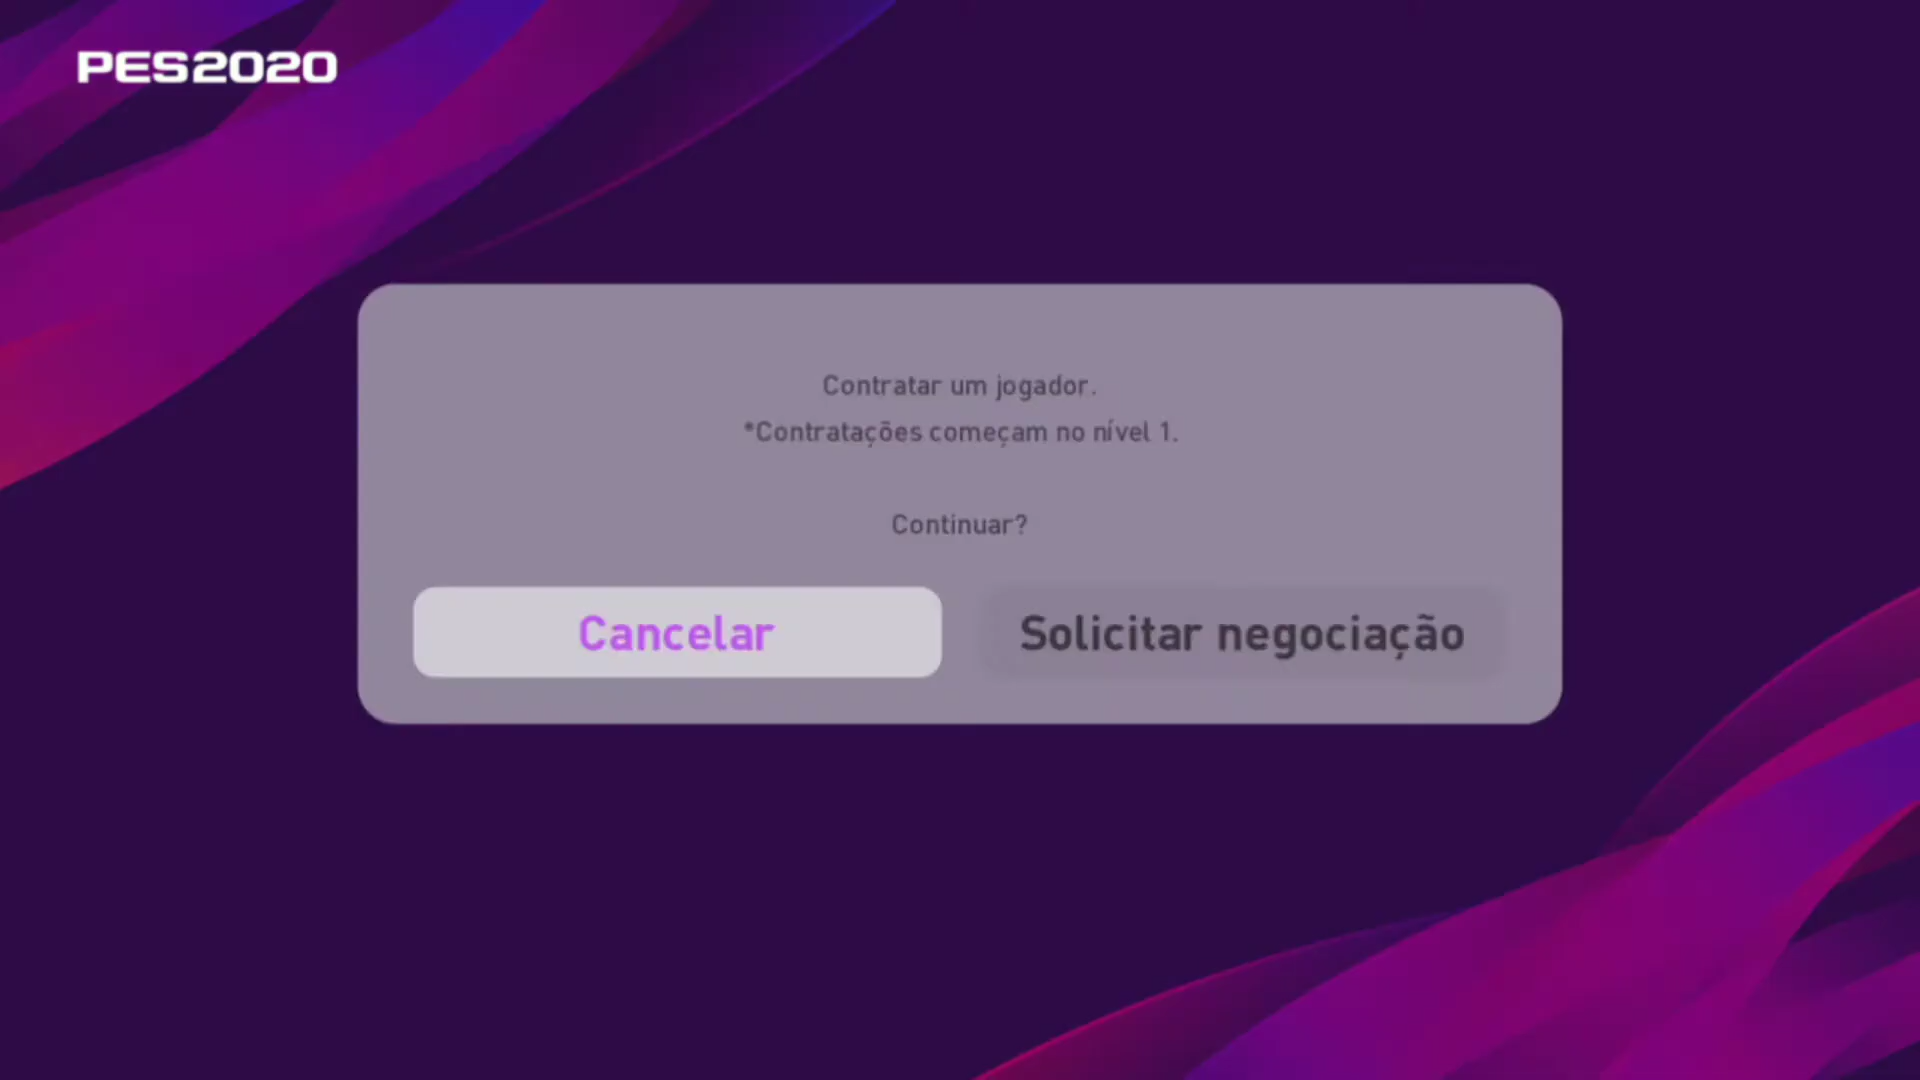 PES2020
Contratar um jogador.
*Contratações começam no nível 1.
Continuar?
Cancelar
Solicitar negociação